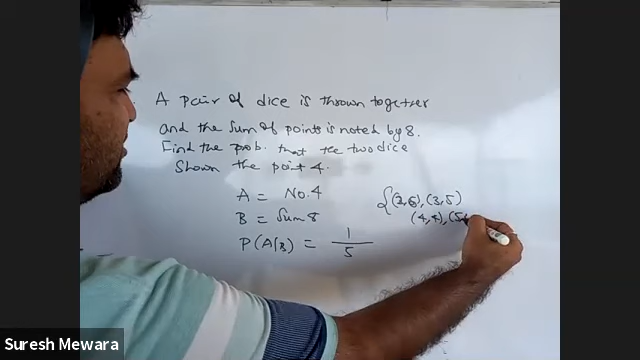 A pair of dice is thrown together
and the sum of points is noted by 8.
Find the prob. that the two dice
shown the point 4.
A = No.4
B = Sum 8
P(A/B) = 1/5
{(2,6), (3,5)
(4,4), (5,
Suresh Mewara